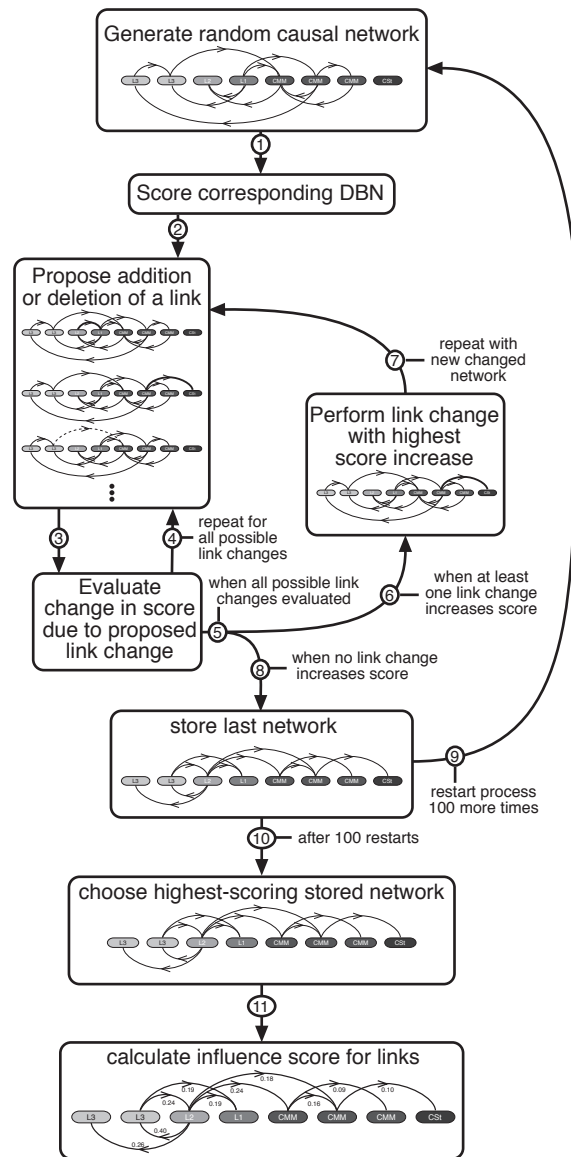 Generate random causal network
L3 L3 L2 L1 CMM CMM CMM CSt
1
Score corresponding DBN
2
Propose addition
or deletion of a link
3
4
repeat for
all possible
link changes
Evaluate
change in score
due to proposed
link change
when all possible link
changes evaluated
5
6
when at least
one link change
increases score
Perform link change
with highest
score increase
7
repeat with
new changed
network
8
when no link change
increases score
store last network
L3 L3 L2 L1 CMM CMM CMM CSt
9
restart process
100 more times
10
after 100 restarts
choose highest-scoring stored network
L3 L3 L2 L1 CMM CMM CMM CSt
11
calculate influence score for links
0.18
0.19 0.24 0.09 0.10
0.24 0.19 0.16
L3 L3 L2 L1 CMM CMM CMM CSt
0.40
0.26